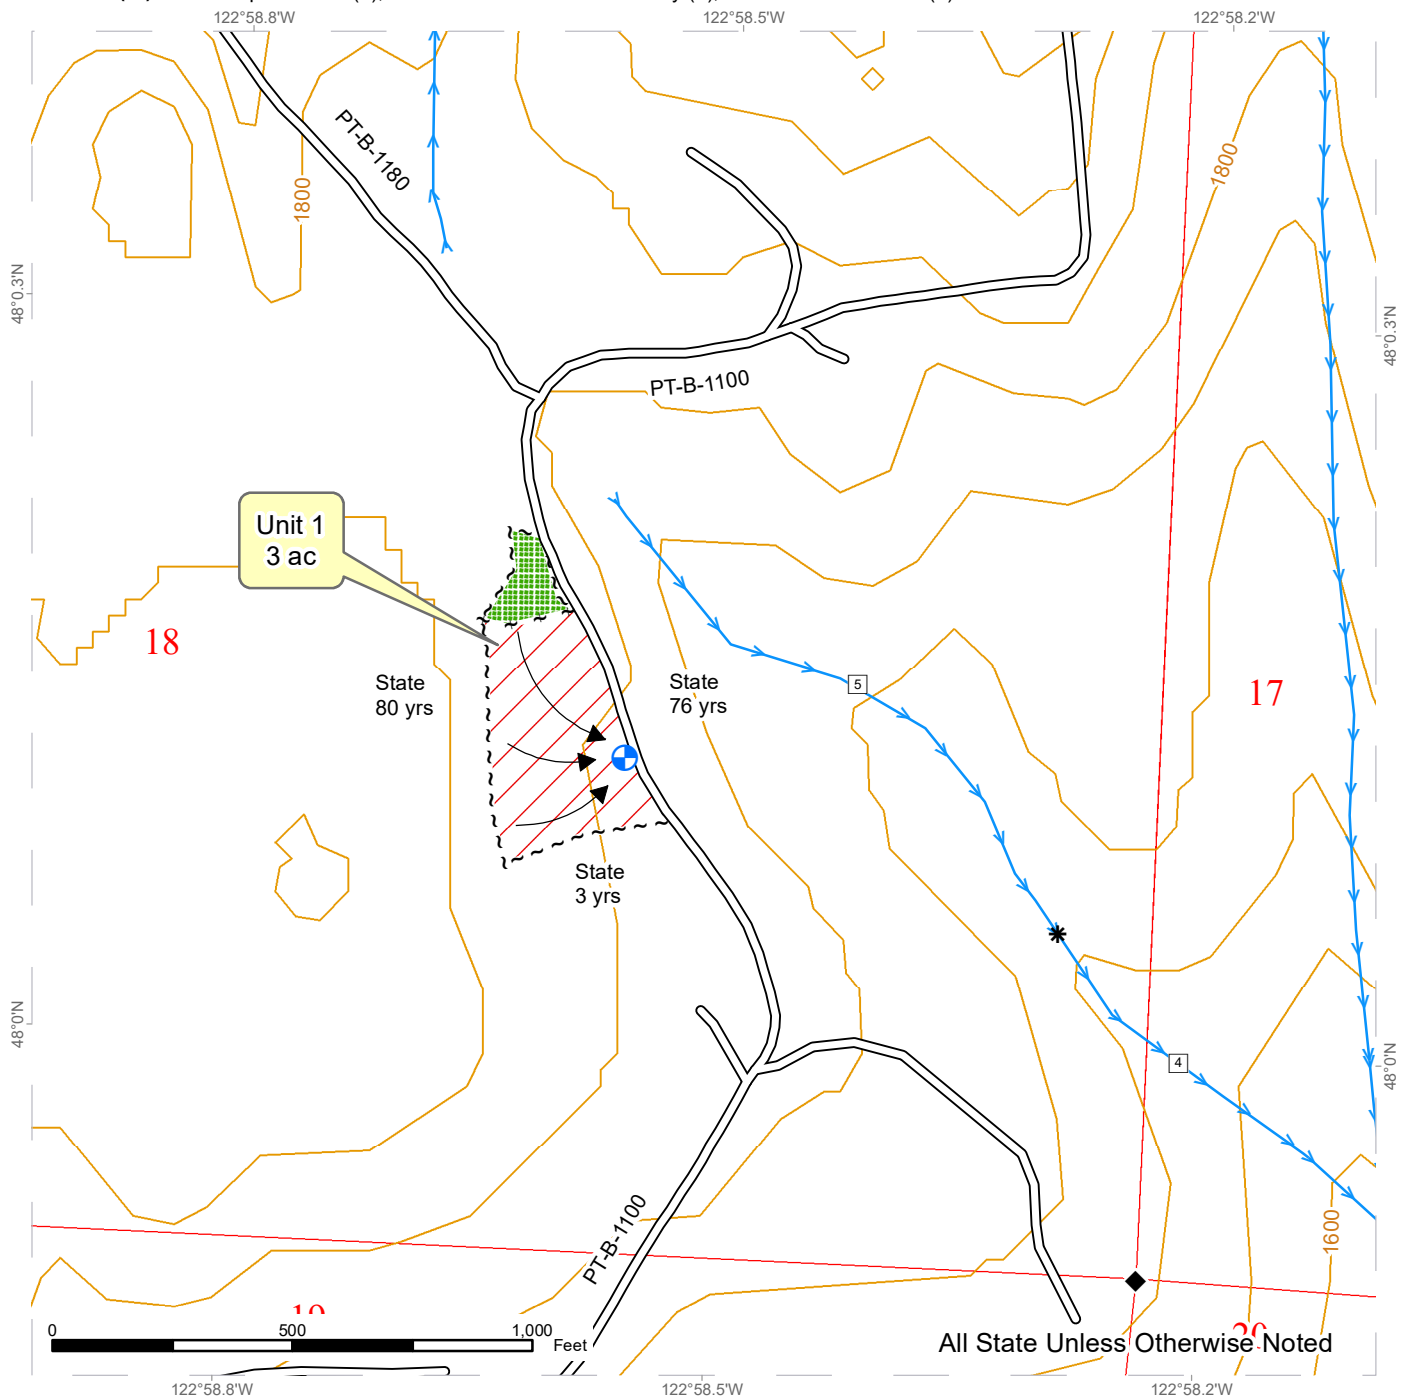 122°58.8'W
122°58.5'W
122°58.2'W
PT-B-1180
1800
1800
48°0.3'N
48°0.3'N
PT-B-1100
Unit 1
3 ac
18
17
State
80 yrs
State
76 yrs
5
State
3 yrs
48°0'N
48°0'N
4
PT-B-1100
1600
0
500
1,000
Feet
All State Unless Otherwise Noted
122°58.8'W
122°58.5'W
122°58.2'W